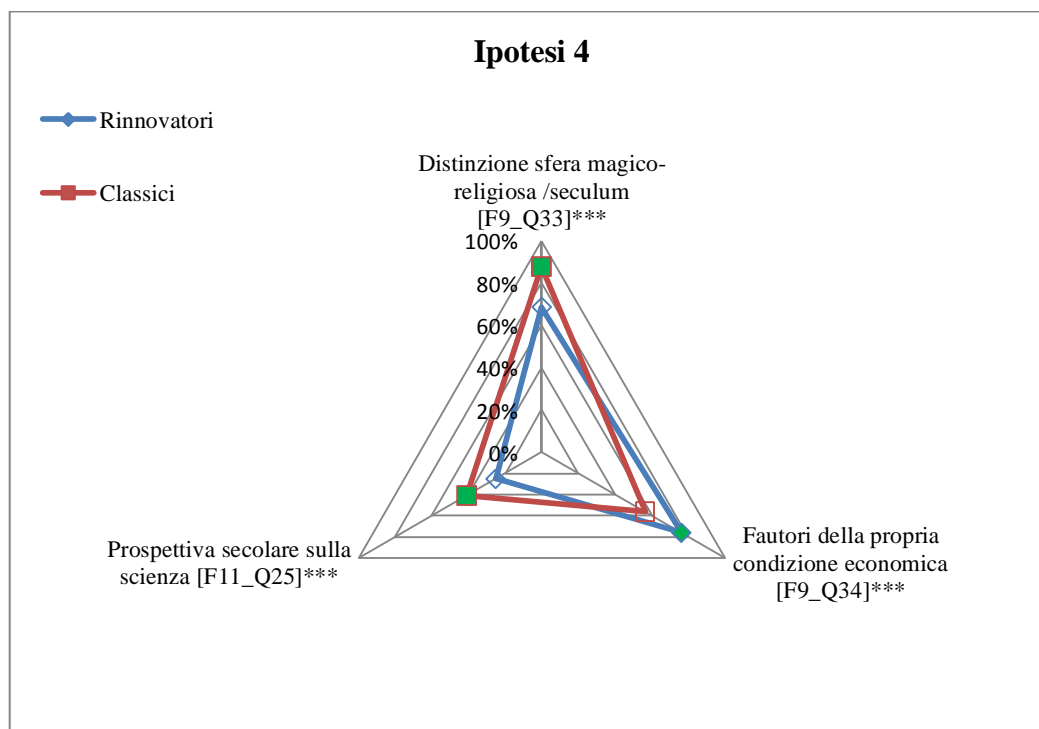 Ipotesi 4
Rinnovatori
Classici
Distinzione sfera magico-
religiosa /seculum
[F9_Q33]***
100%
80%
60%
40%
20%
0%
Prospettiva secolare sulla
scienza [F11_Q25]***
Fautori della propria
condizione economica
[F9_Q34]***